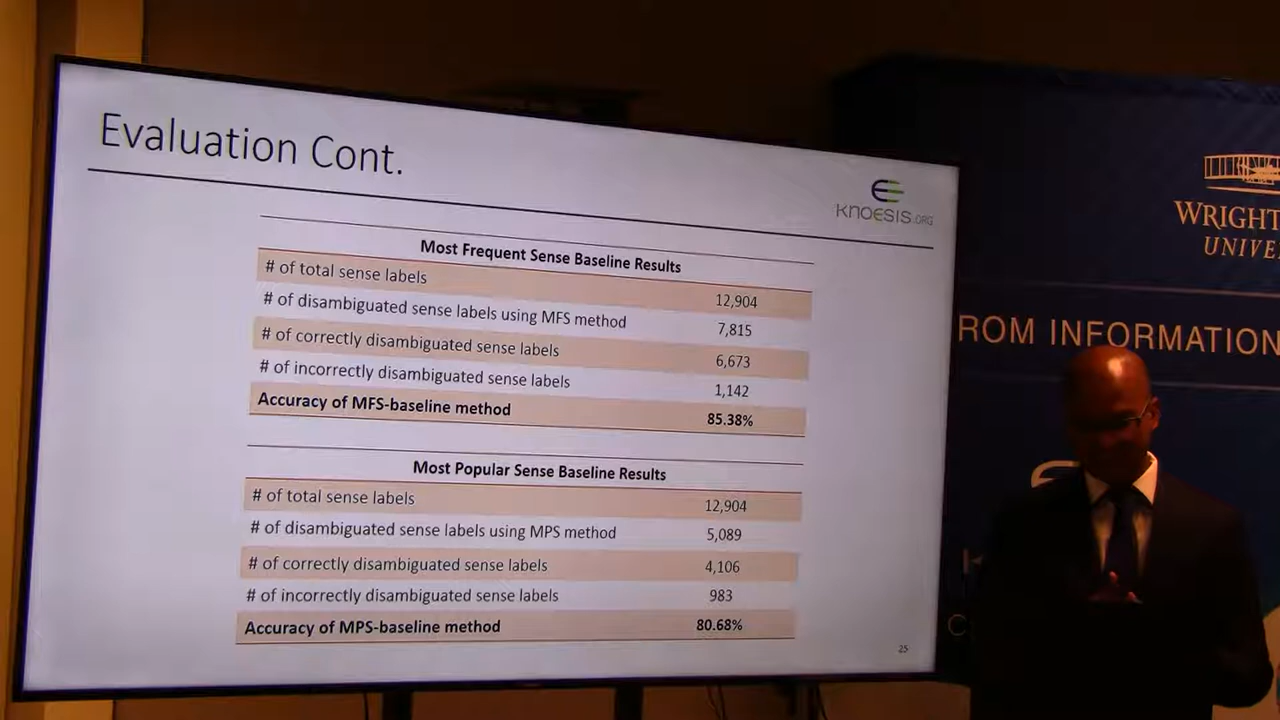 Evaluation Cont.
KNOESIS.ORG
Most Frequent Sense Baseline Results
# of total sense labels 12,904
# of disambiguated sense labels using MFS method 7,815
# of correctly disambiguated sense labels 6,673
# of incorrectly disambiguated sense labels 1,142
Accuracy of MFS-baseline method 85.38%
Most Popular Sense Baseline Results
# of total sense labels 12,904
# of disambiguated sense labels using MPS method 5,089
# of correctly disambiguated sense labels 4,106
# of incorrectly disambiguated sense labels 983
Accuracy of MPS-baseline method 80.68%
25
WRIGHT
UNIVE
ROM INFORMATION